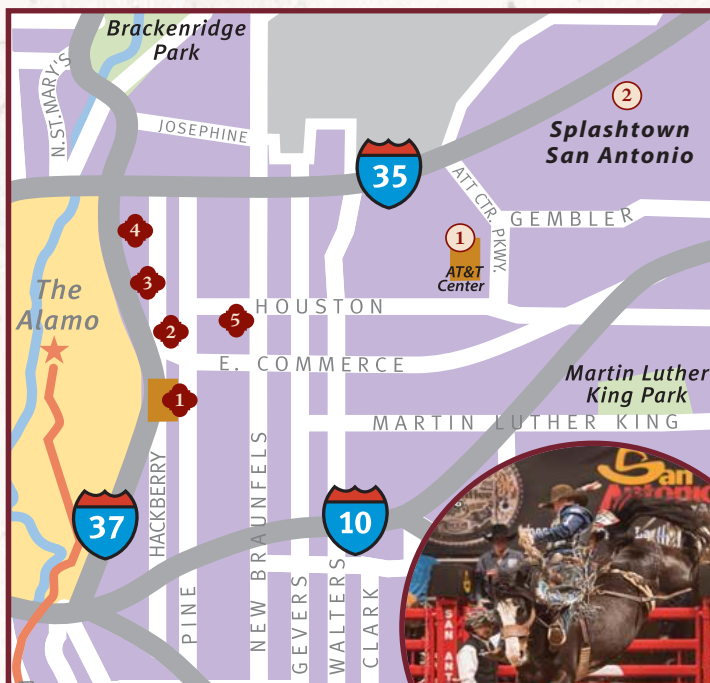 Brackenridge
Park
N. ST. MARY'S
JOSEPHINE
2
Splashtown
San Antonio
35
ATT CTR. PKWY.
GEMBLER
1
AT&T
Center
4
3
The
Alamo
2
5
HOUSTON
E. COMMERCE
1
Martin Luther
King Park
MARTIN LUTHER KING
37
10
HACKBERRY
PINE
NEW BRAUNFELS
GEVERS
WALTERS
CLARK
San
Antonio
SAN ANT